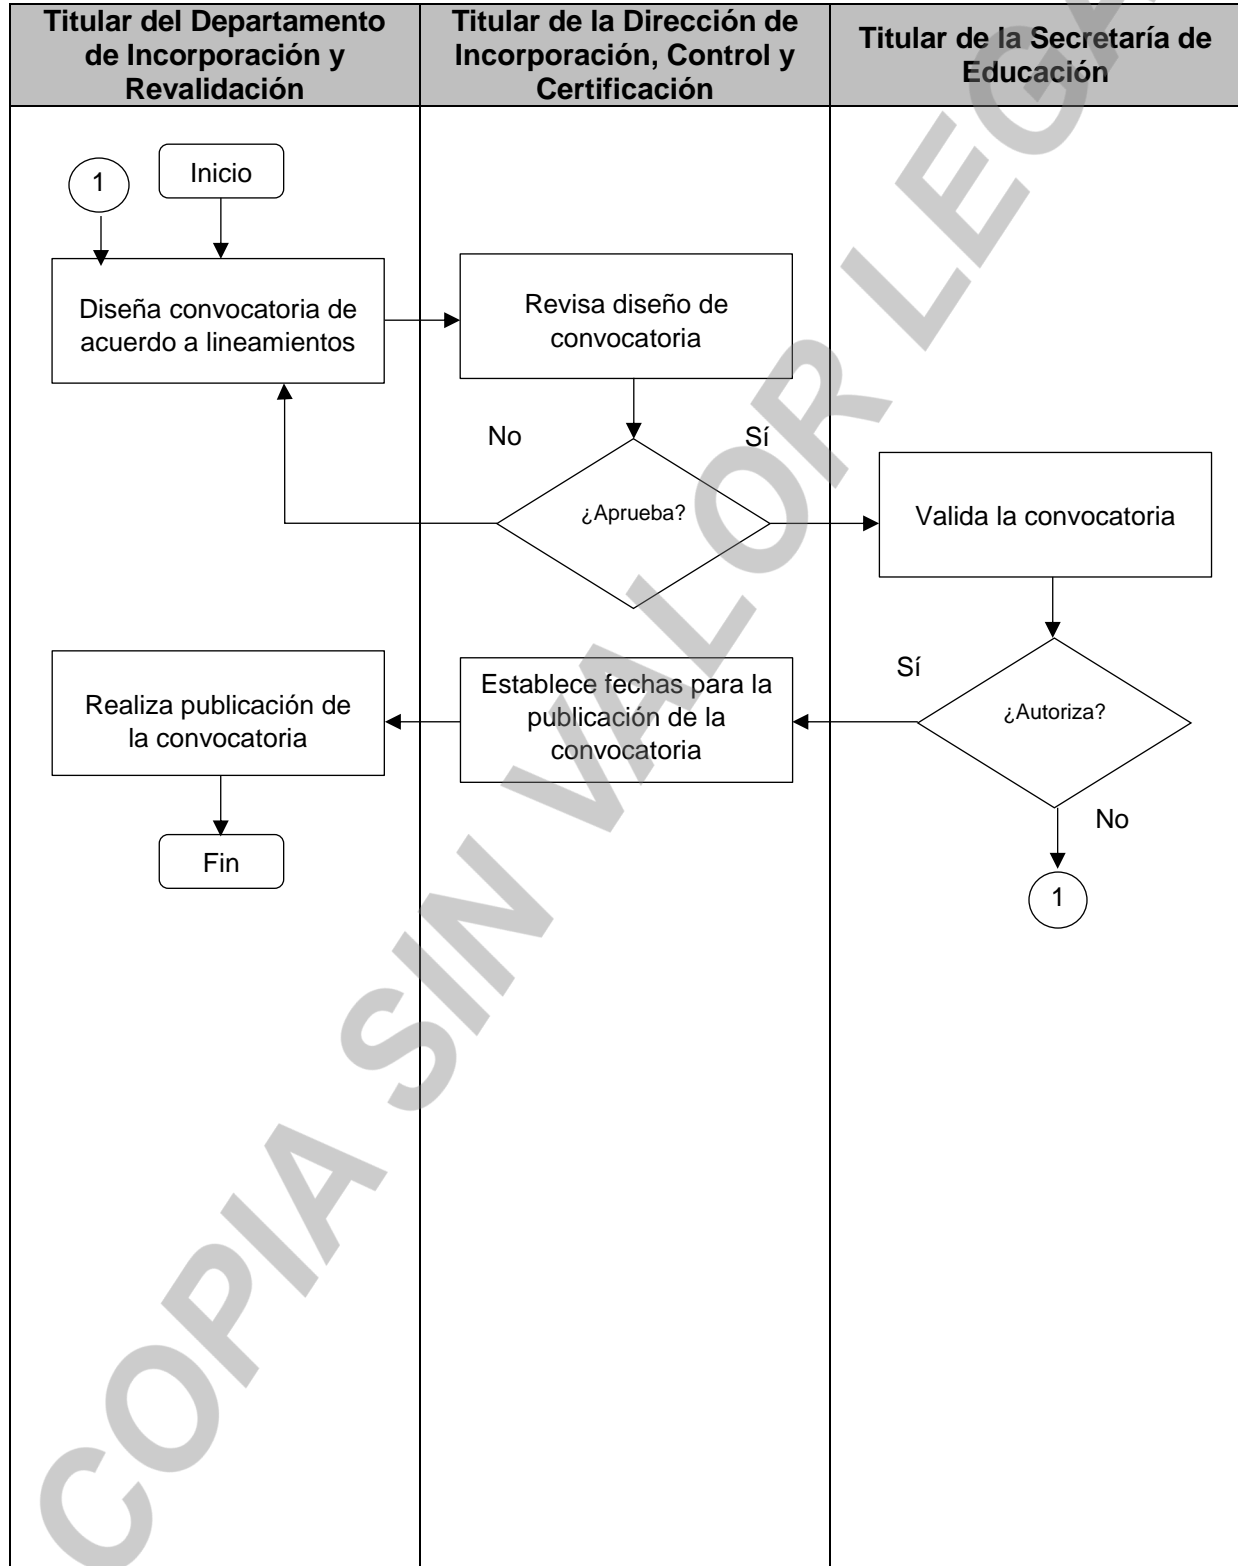 Titular del Departamento
de Incorporación y
Revalidación
Titular de la Dirección de
Incorporación, Control y
Certificación
Titular de la Secretaría de
Educación
1
Inicio
Diseña convocatoria de
acuerdo a lineamientos
Revisa diseño de
convocatoria
No
Sí
¿Aprueba?
Valida la convocatoria
Realiza publicación de
la convocatoria
Establece fechas para la
publicación de la
convocatoria
Sí
¿Autoriza?
No
Fin
1
COPIA SIN VALOR LEGA